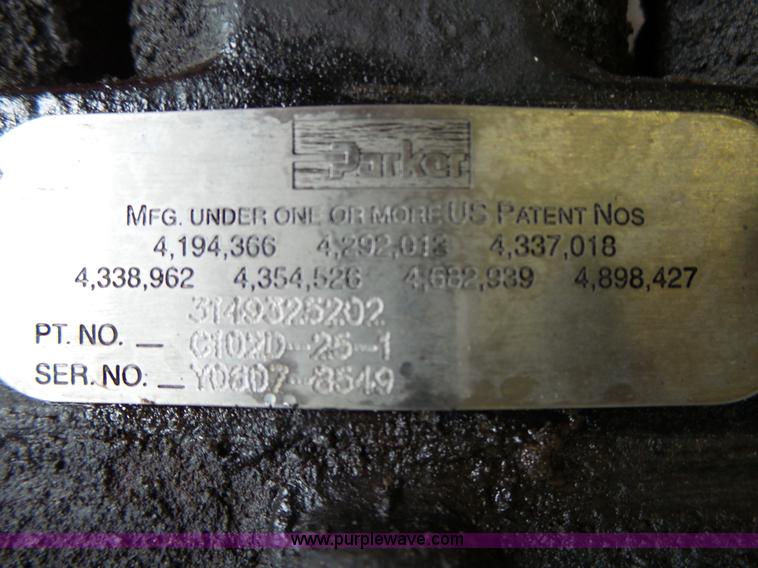 Parker
MFG. UNDER ONE OR MORE US PATENT NOS
4,194,366 4,292,013 4,337,018
4,338,962 4,354,526 4,682,939 4,898,427
3149325202
PT. NO. _ C102D-25-1
SER. NO: _ Y0607-8549
www.purplewave.com